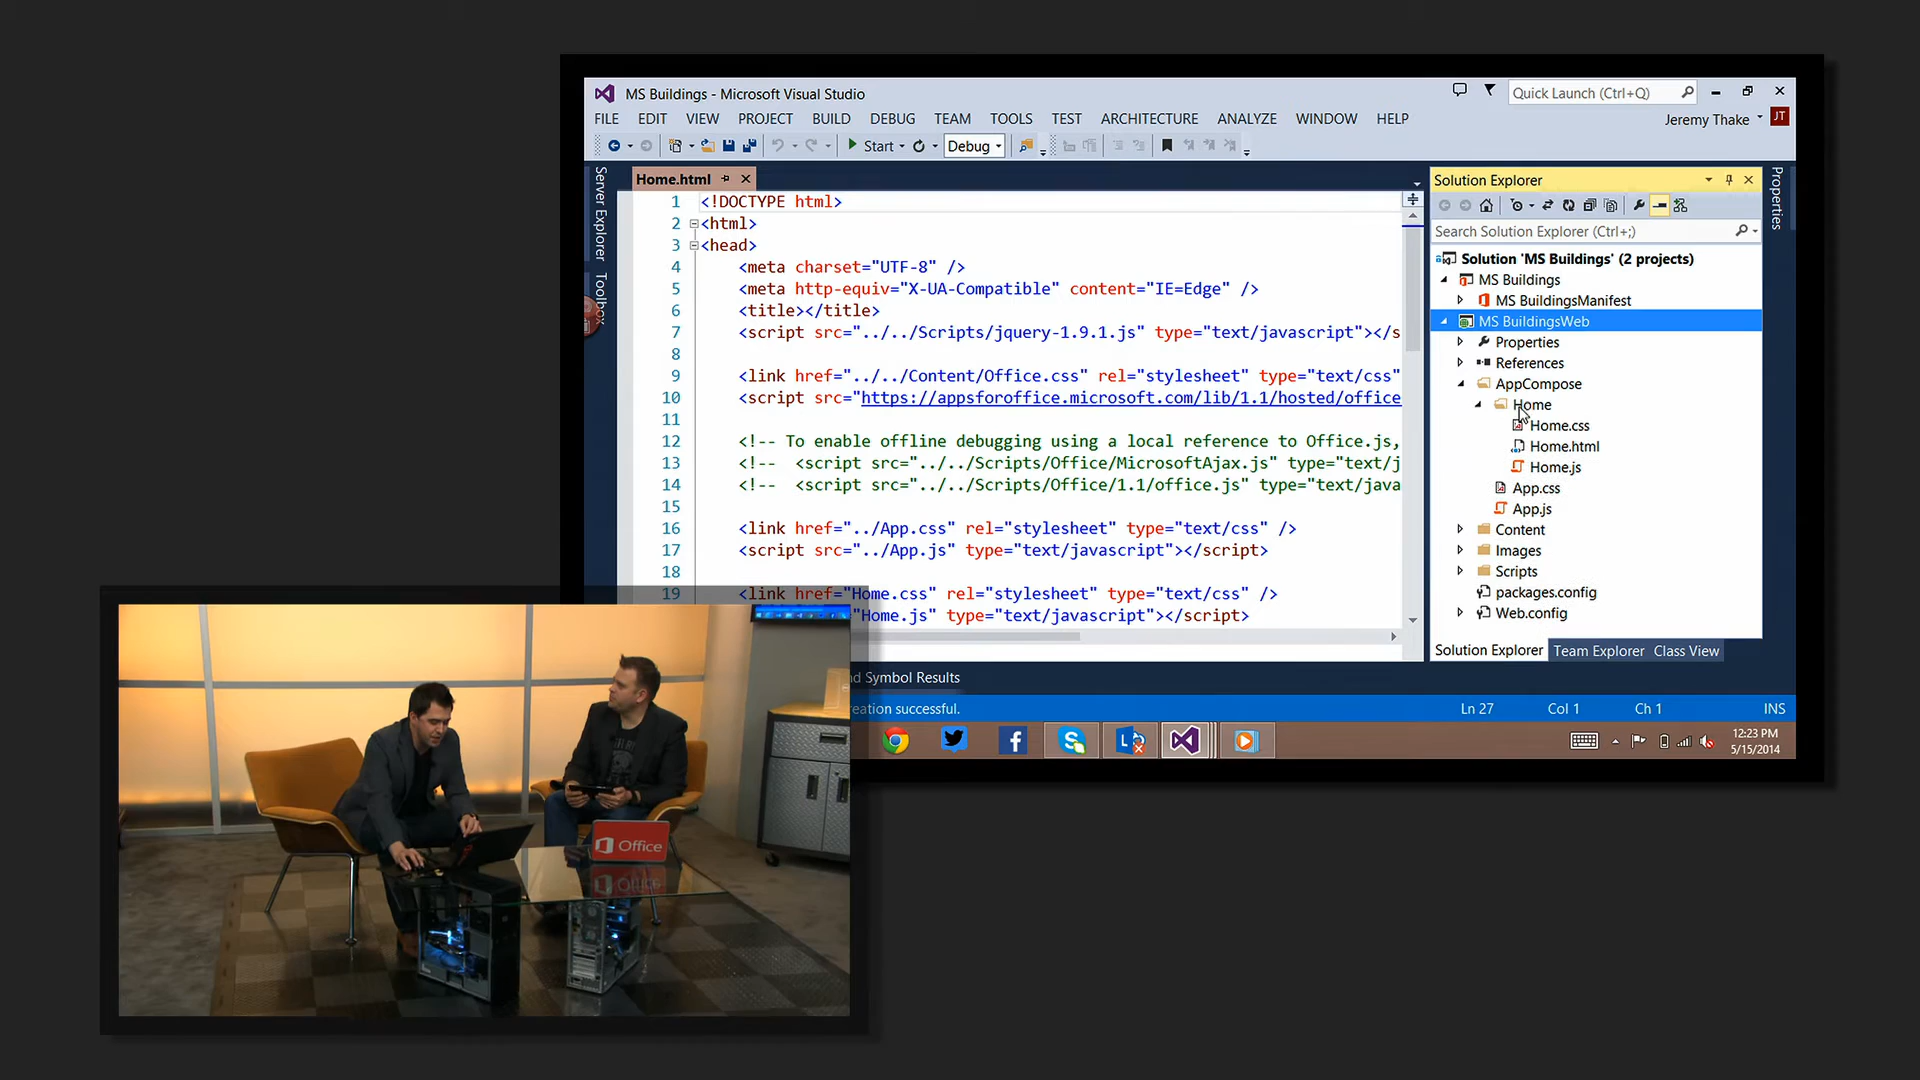 MS Buildings - Microsoft Visual Studio
Quick Launch (Ctrl+Q)
FILE EDIT VIEW PROJECT BUILD DEBUG TEAM TOOLS TEST ARCHITECTURE ANALYZE WINDOW HELP
Jeremy Thake JT
Start Debug
Server Explorer
Toolbox
Home.html
1 <!DOCTYPE html>
2 <html>
3 <head>
4 <meta charset="UTF-8" />
5 <meta http-equiv="X-UA-Compatible" content="IE=Edge" />
6 <title></title>
7 <script src="../../Scripts/jquery-1.9.1.js" type="text/javascript"></s
8
9 <link href="../../Content/Office.css" rel="stylesheet" type="text/css"
10 <script src="https://appsforoffice.microsoft.com/lib/1.1/hosted/office
11
12 <!-- To enable offline debugging using a local reference to Office.js,
13 <!-- <script src="../../Scripts/Office/MicrosoftAjax.js" type="text/j
14 <!-- <script src="../../Scripts/Office/1.1/office.js" type="text/java
15
16 <link href="../App.css" rel="stylesheet" type="text/css" />
17 <script src="../App.js" type="text/javascript"></script>
18
19 <link href="Home.css" rel="stylesheet" type="text/css" />
"Home.js" type="text/javascript"></script>
Solution Explorer
Search Solution Explorer (Ctrl+;)
Solution 'MS Buildings' (2 projects)
MS Buildings
MS BuildingsManifest
MS BuildingsWeb
Properties
References
AppCompose
Home
Home.css
Home.html
Home.js
App.css
App.js
Content
Images
Scripts
packages.config
Web.config
Solution Explorer Team Explorer Class View
Properties
d Symbol Results
reation successful.
Ln 27 Col 1 Ch 1 INS
12:23 PM
5/15/2014
Office